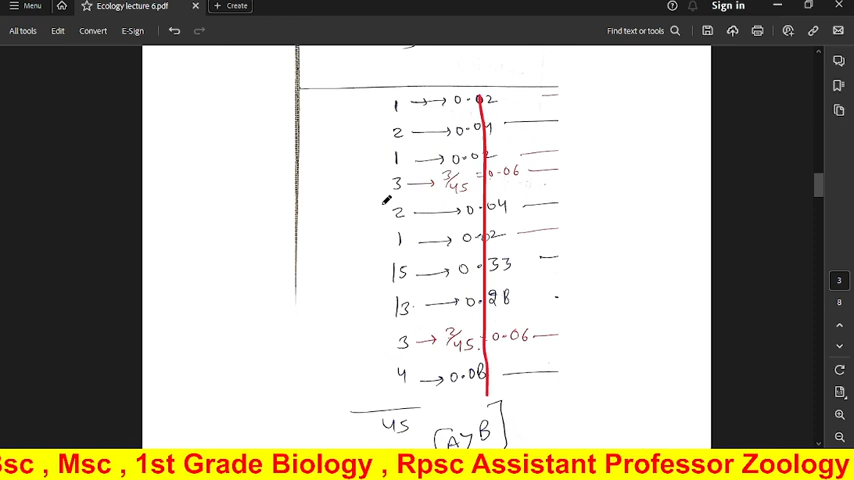 Menu Ecology lecture 6.pdf × + Create Sign in
All tools Edit Convert E-Sign Find text or tools
1 →→ 0.02
2 → 0.04
1 → 0.02
3 → 3/45 = 0.06
2 → 0.04
1 → 0.02
15 → 0.33
13 → 0.28
3 → 3/45 = 0.06
4 → 0.08
45
[A > B]
3
8
Bsc , Msc , 1st Grade Biology , Rpsc Assistant Professor Zoology